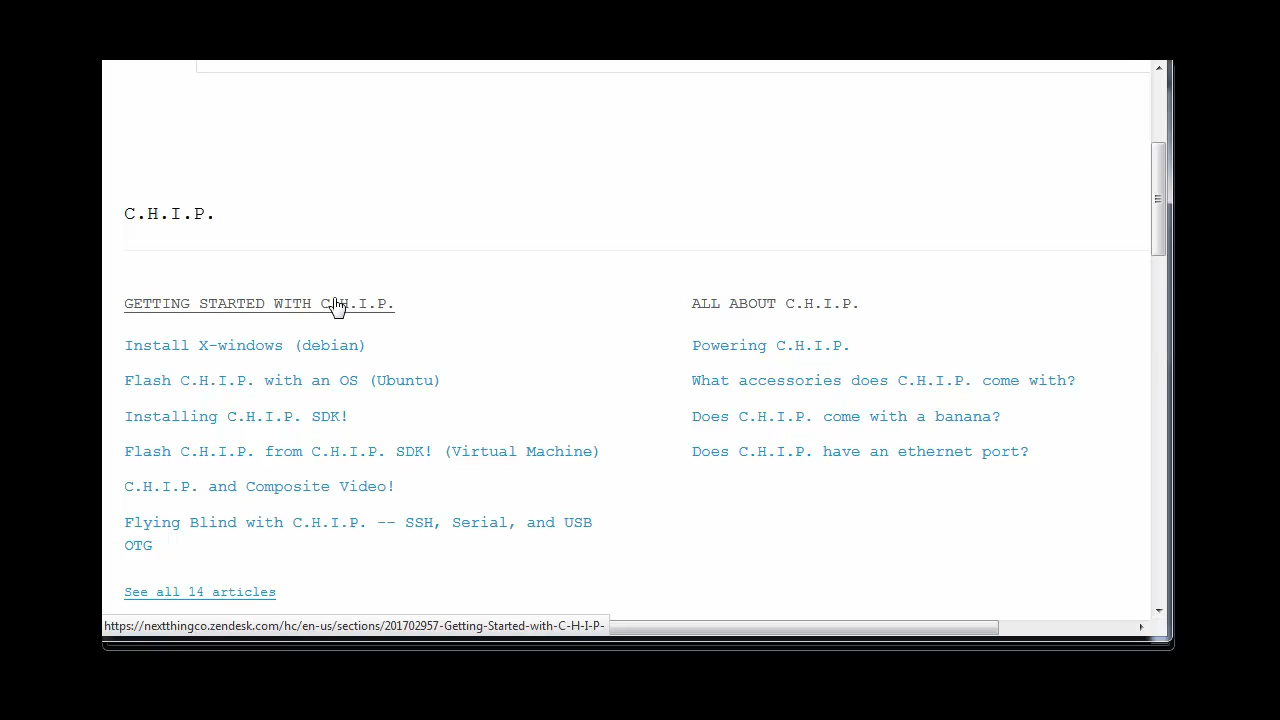 C.H.I.P.
GETTING STARTED WITH C.H.I.P.
Install X-windows (debian)
Flash C.H.I.P. with an OS (Ubuntu)
Installing C.H.I.P. SDK!
Flash C.H.I.P. from C.H.I.P. SDK! (Virtual Machine)
C.H.I.P. and Composite Video!
Flying Blind with C.H.I.P. -- SSH, Serial, and USB
OTG
See all 14 articles
ALL ABOUT C.H.I.P.
Powering C.H.I.P.
What accessories does C.H.I.P. come with?
Does C.H.I.P. come with a banana?
Does C.H.I.P. have an ethernet port?
https://nextthingco.zendesk.com/hc/en-us/sections/201702957-Getting-Started-with-C-H-I-P-